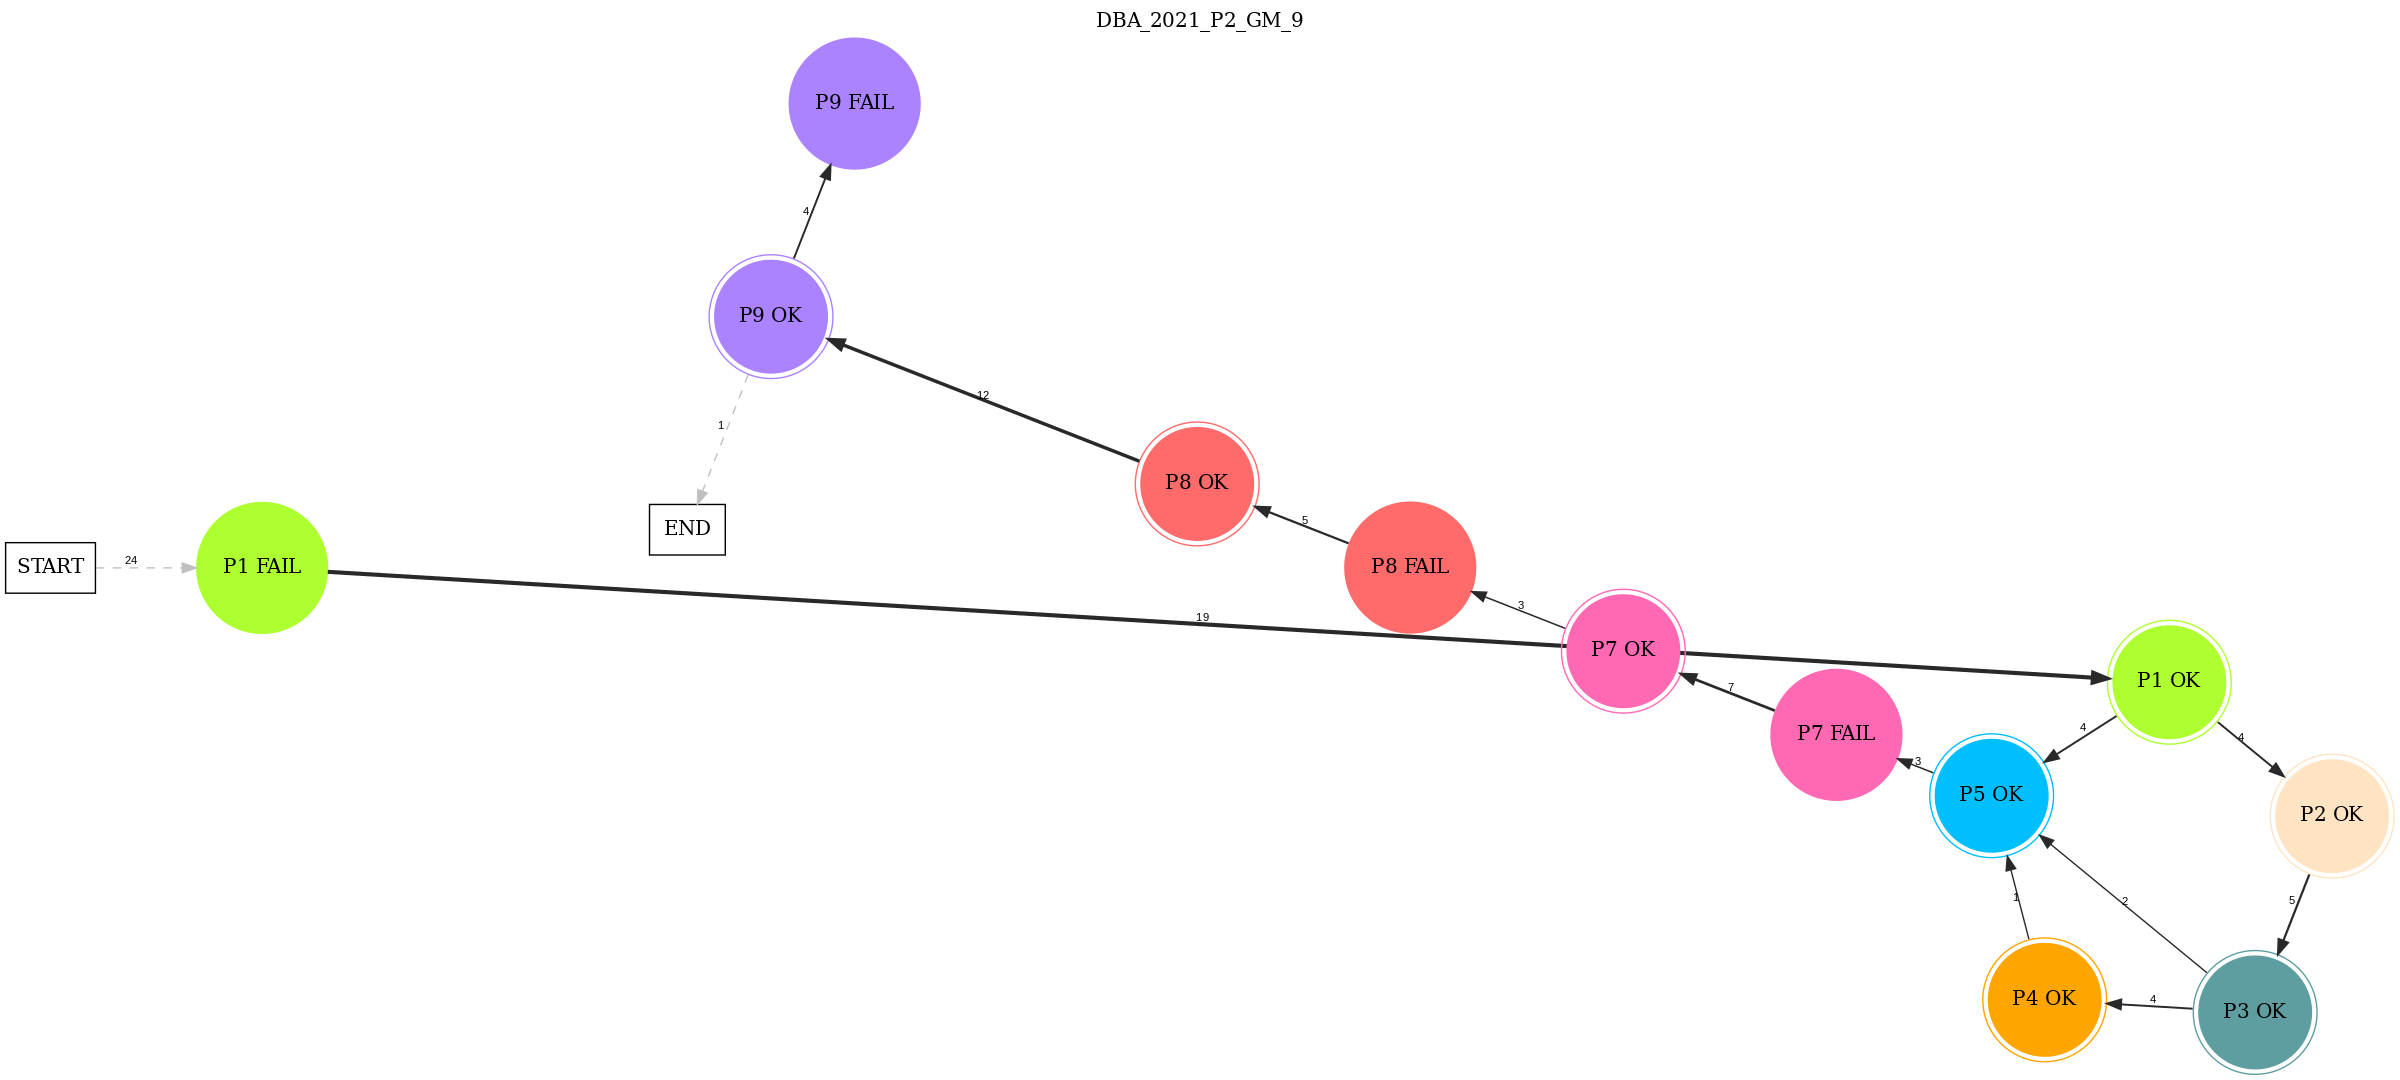 DBA_2021_P2_GM_9
P9 FAIL
4
P9 OK
12
1
P8 OK
END
5
START
24
P1 FAIL
P8 FAIL
3
19
P7 OK
7
P1 OK
P7 FAIL
4
4
3
P5 OK
P2 OK
1
2
5
P4 OK
4
P3 OK